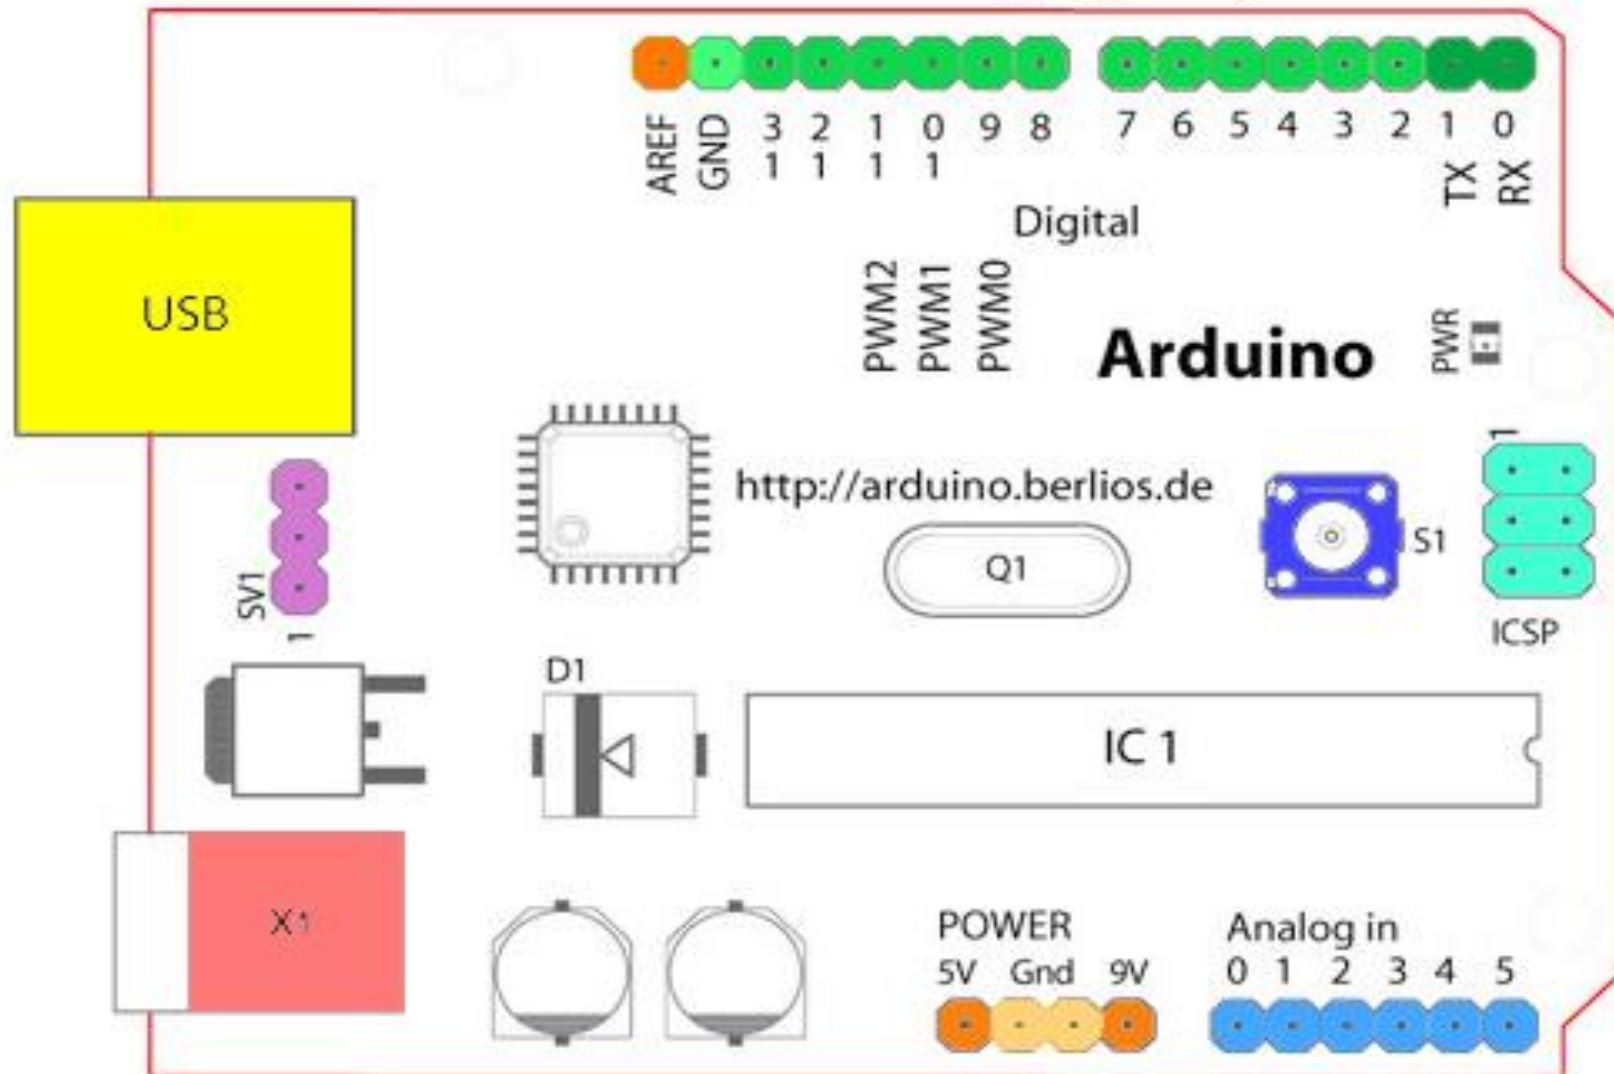 AREF GND 3 2 1 0 9 8 7 6 5 4 3 2 1 0
1 1 1 1 TX RX
Digital
PWM2 PWM1 PWM0
USB
Arduino
PWR
1
http://arduino.berlios.de
S1
Q1
SV1
1
ICSP
D1
IC 1
X1
POWER
5V Gnd 9V
Analog in
0 1 2 3 4 5